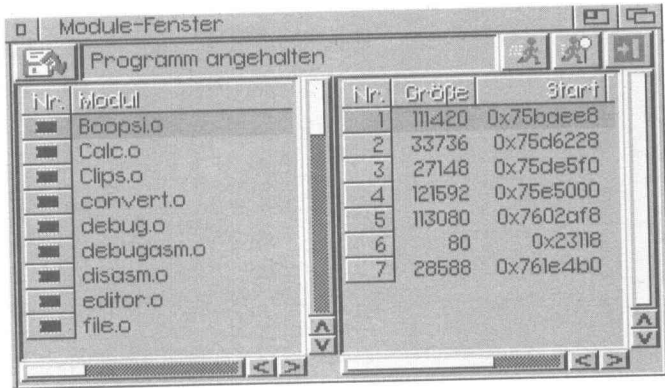 Module-Fenster
Programm angehalten
Nr. Modul
Boopsi.o
Calc.o
Clips.o
convert.o
debug.o
debugasm.o
disasm.o
editor.o
file.o
Nr. Größe Start
1 111420 0x75baee8
2 33736 0x75d6228
3 27148 0x75de5f0
4 121592 0x75e5000
5 113080 0x7602af8
6 80 0x23118
7 28588 0x761e4b0